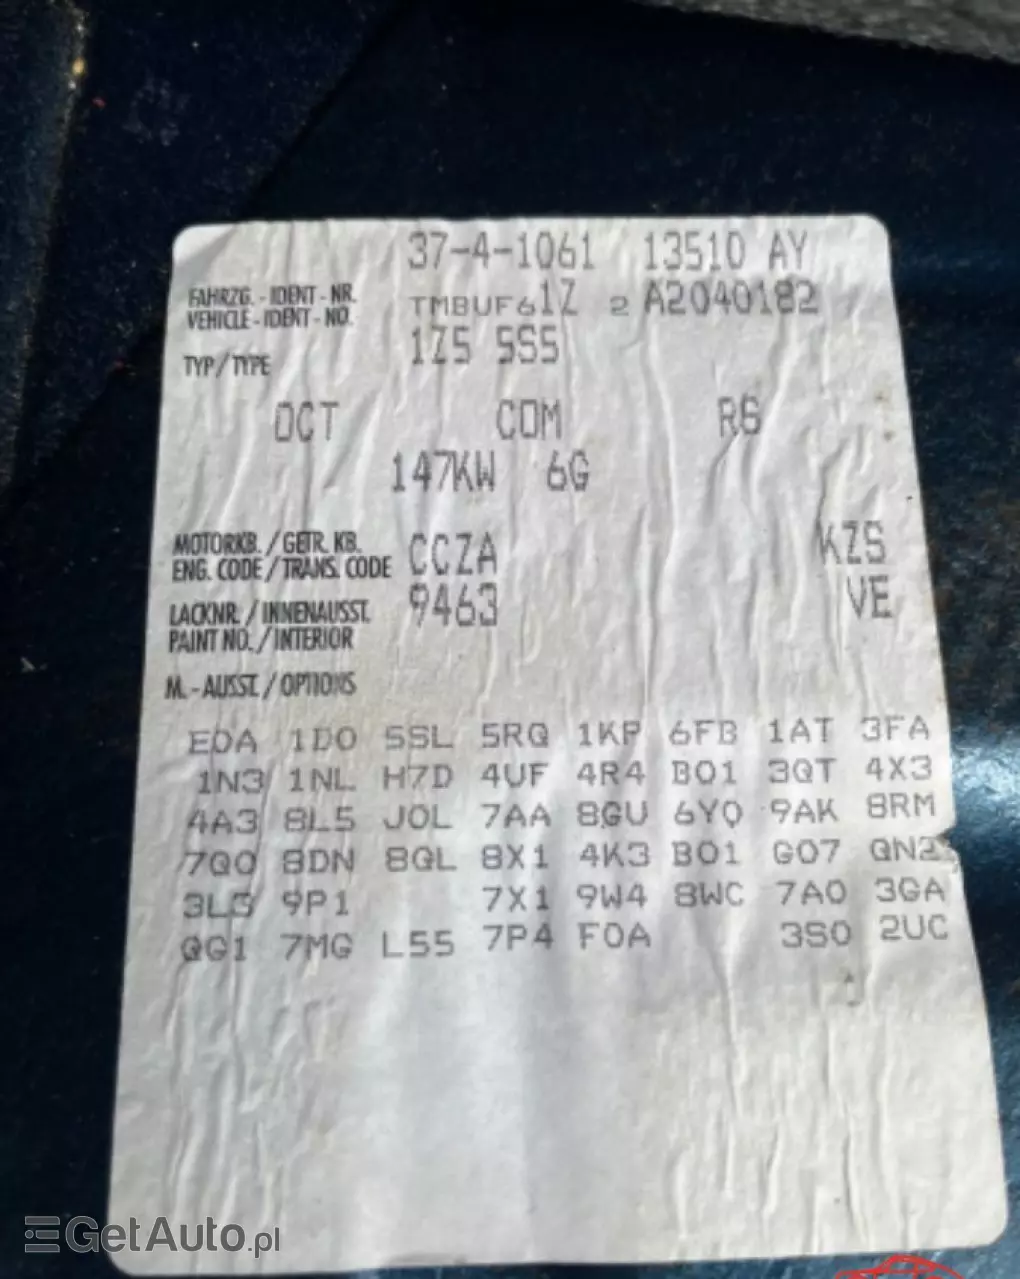 37-4-1061 13510 AY
FAHRZG. - IDENT - NR. TMBUF61Z 2 A2040182
VEHICLE - IDENT - NO.
TYP / TYPE 1Z5 5S5
OCT COM RS
147KW 6G
MOTORKB. / GETR. KB. CCZA KZS
ENG. CODE / TRANS. CODE
LACKNR. / INNENAUSST. 9463 VE
PAINT NO. / INTERIOR
M. - AUSST. / OPTIONS
E0A 1D0 5SL 5RQ 1KP 6FB 1AT 3FA
1N3 1NL H7D 4UF 4R4 B01 3QT 4X3
4A3 8L5 J0L 7AA 8GU 6Y0 9AK 8RM
7Q0 8DN 8QL 8X1 4K3 B01 G07 QN2
3L3 9P1 7X1 9W4 8WC 7A0 3GA
QG1 7MG L55 7P4 F0A 3S0 2UC
GetAuto.pl